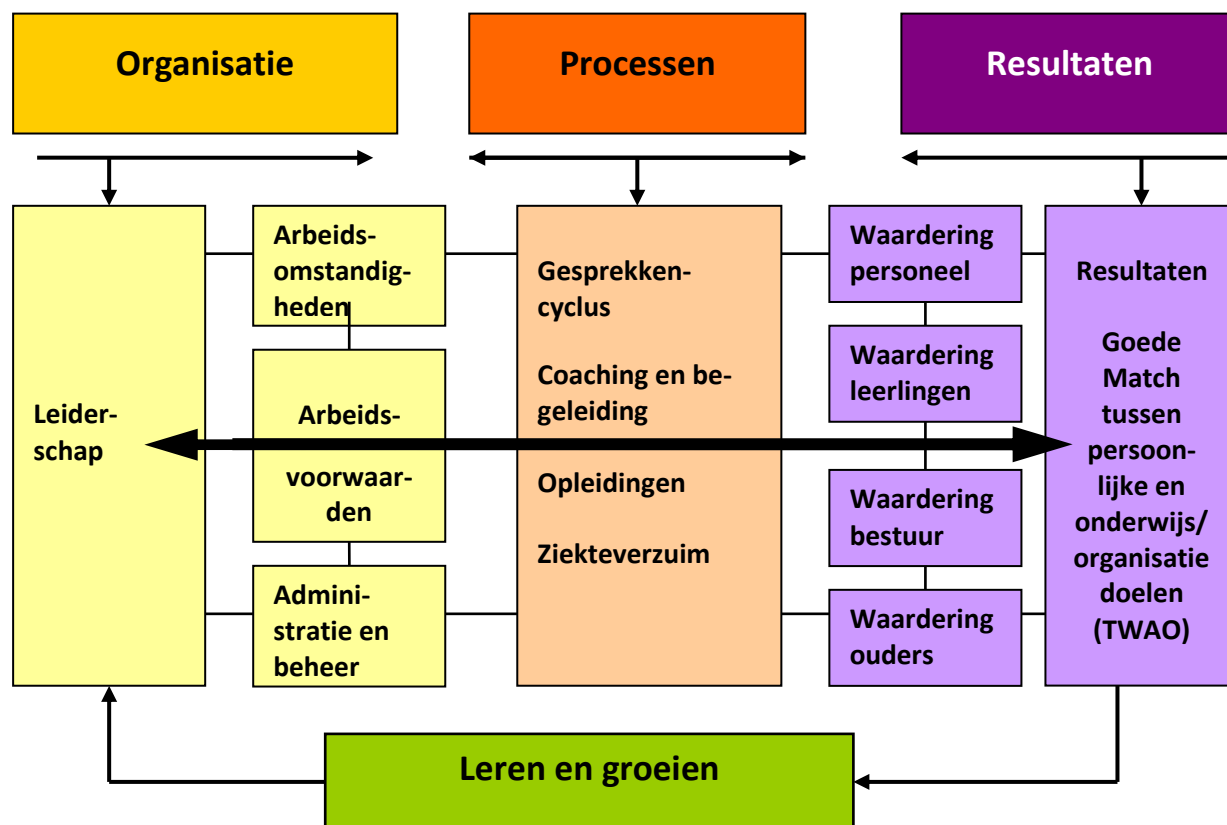 Organisatie
Processen
Resultaten
Leider-
schap
Arbeids-
omstandig-
heden
Arbeids-
voorwaar-
den
Admini-
stratie en
beheer
Gesprekken-
cyclus
Coaching en be-
geleiding
Opleidingen
Ziekteverzuim
Waardering
personeel
Waardering
leerlingen
Waardering
bestuur
Waardering
ouders
Resultaten
Goede
Match
tussen
persoon-
lijke en
onderwijs/
organisatie
doelen
(TWAO)
Leren en groeien